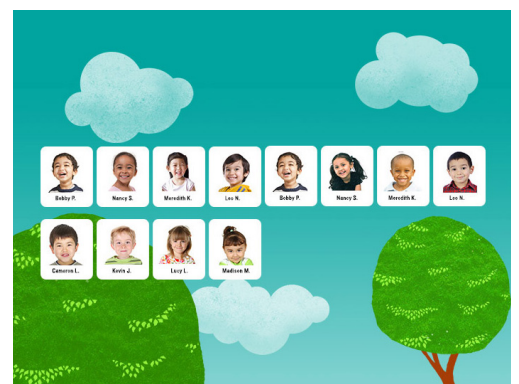 Bobby P.
Nancy S.
Meredith K.
Leo N.
Bobby P.
Nancy S.
Meredith K.
Leo N.
Cameron L.
Kevin J.
Lucy L.
Madison M.